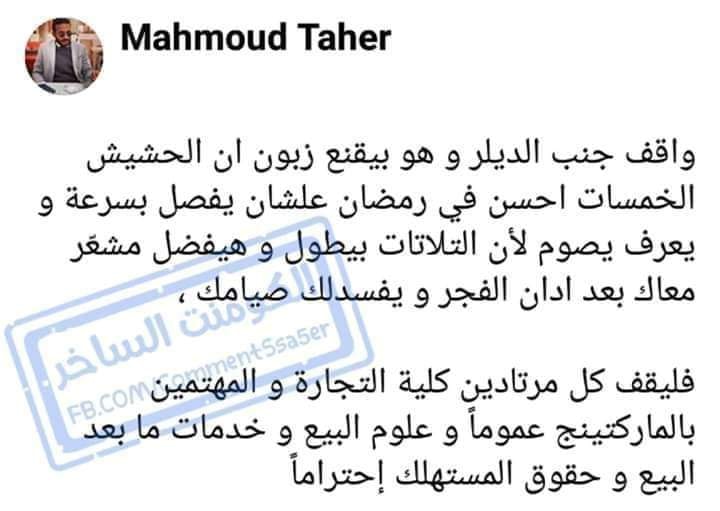 Mahmoud Taher
واقف جنب الديلر و هو بيقنع زبون ان الحشيش
الخمسات احسن في رمضان علشان يفصل بسرعة و
يعرف يصوم لأن التلاتات بيطول و هيفضل مشعّر
معاك بعد ادان الفجر و يفسدلك صيامك ،
فليقف كل مرتادين كلية التجارة و المهتمين
بالماركتينج عموماً و علوم البيع و خدمات ما بعد
البيع و حقوق المستهلك إحتراماً
الكومنت الساخر
FB.COM/Comment5sa5er